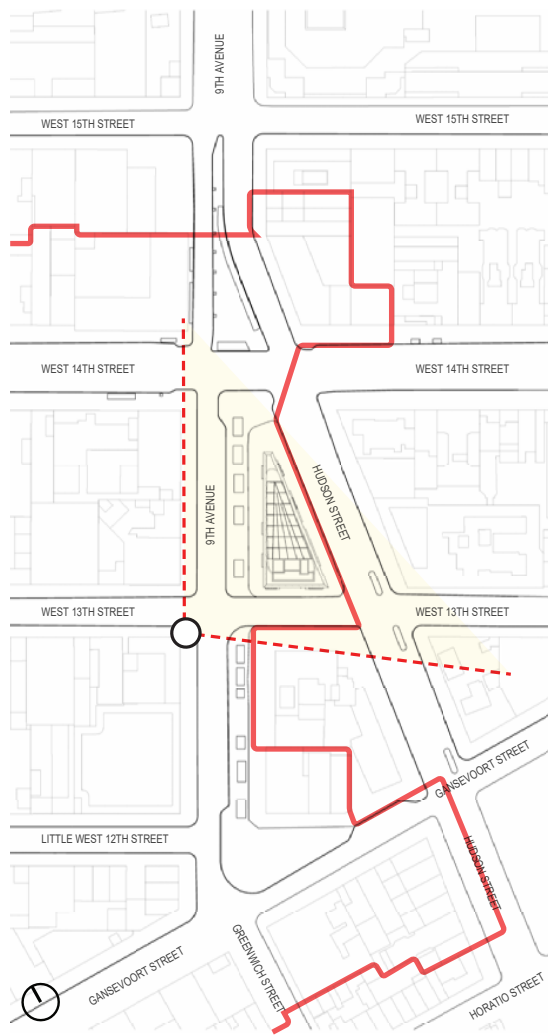 9TH AVENUE
WEST 15TH STREET
WEST 15TH STREET
WEST 14TH STREET
WEST 14TH STREET
HUDSON STREET
9TH AVENUE
WEST 13TH STREET
WEST 13TH STREET
GANSEVOORT STREET
LITTLE WEST 12TH STREET
HUDSON STREET
GREENWICH STREET
GANSEVOORT STREET
HORATIO STREET